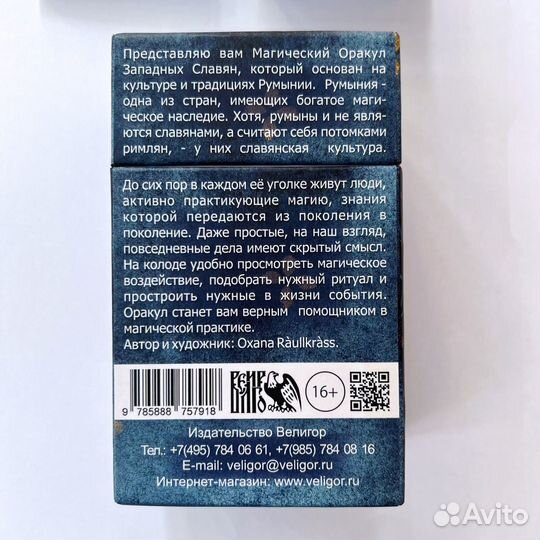 Представляю вам Магический Оракул
Западных Славян, который основан на
культуре и традициях Румынии. Румыния -
одна из стран, имеющих богатое маги-
ческое наследие. Хотя, румыны и не явля-
ются славянами, а считают себя потомками
римлян, - у них славянская культура.
До сих пор в каждом её уголке живут люди,
активно практикующие магию, знания
которой передаются из поколения в
поколение. Даже простые, на наш взгляд,
повседневные дела имеют скрытый смысл.
На колоде удобно просмотреть магическое
воздействие, подобрать нужный ритуал и
простроить нужные в жизни события.
Оракул станет вам верным помощником в
магической практике.
Автор и художник: Oxana Ràullkràss.
9 785888 757918
ВЕЛИГОР
16+
Издательство Велигор
Тел.: +7(495) 784 06 61, +7(985) 784 08 16
E-mail: veligor@veligor.ru
Интернет-магазин: www.veligor.ru
Avito